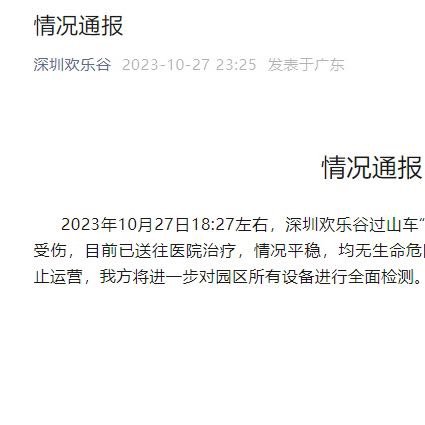 情况通报
深圳欢乐谷 2023-10-27 23:25 发表于广东
情况通报
2023年10月27日18:27左右，深圳欢乐谷过山车“
受伤，目前已送往医院治疗，情况平稳，均无生命危
止运营，我方将进一步对园区所有设备进行全面检测。